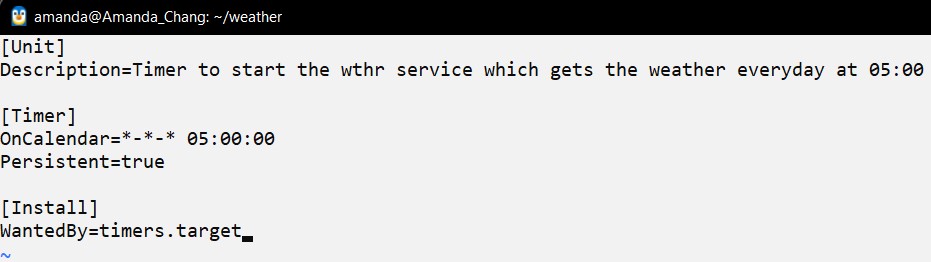 amanda@Amanda_Chang: ~/weather
[Unit]
Description=Timer to start the wthr service which gets the weather everyday at 05:00
[Timer]
OnCalendar=*-*-* 05:00:00
Persistent=true
[Install]
WantedBy=timers.target
~